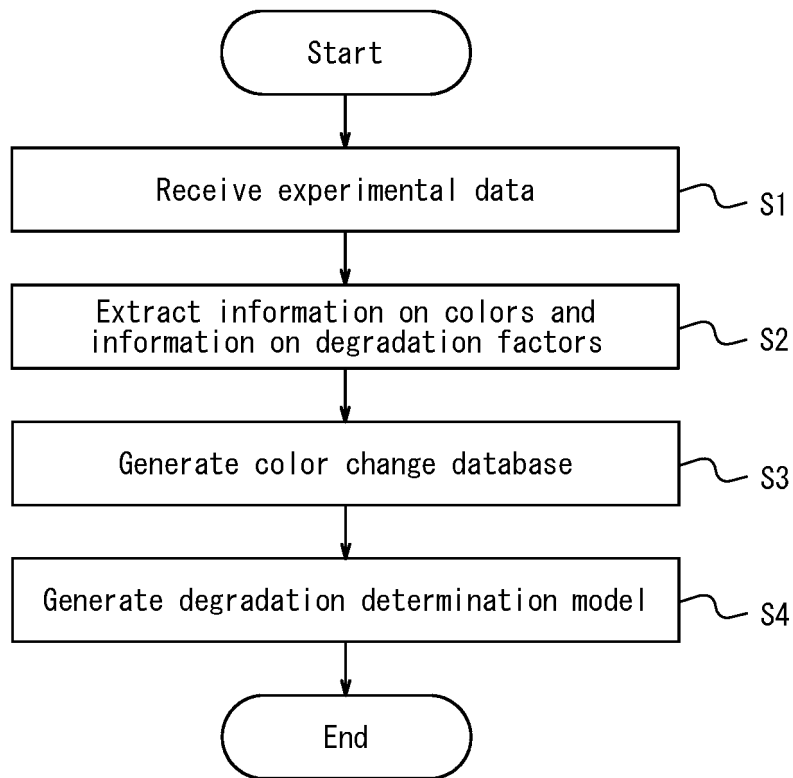 Start
Receive experimental data
S1
Extract information on colors and
information on degradation factors
S2
Generate color change database
S3
Generate degradation determination model
S4
End